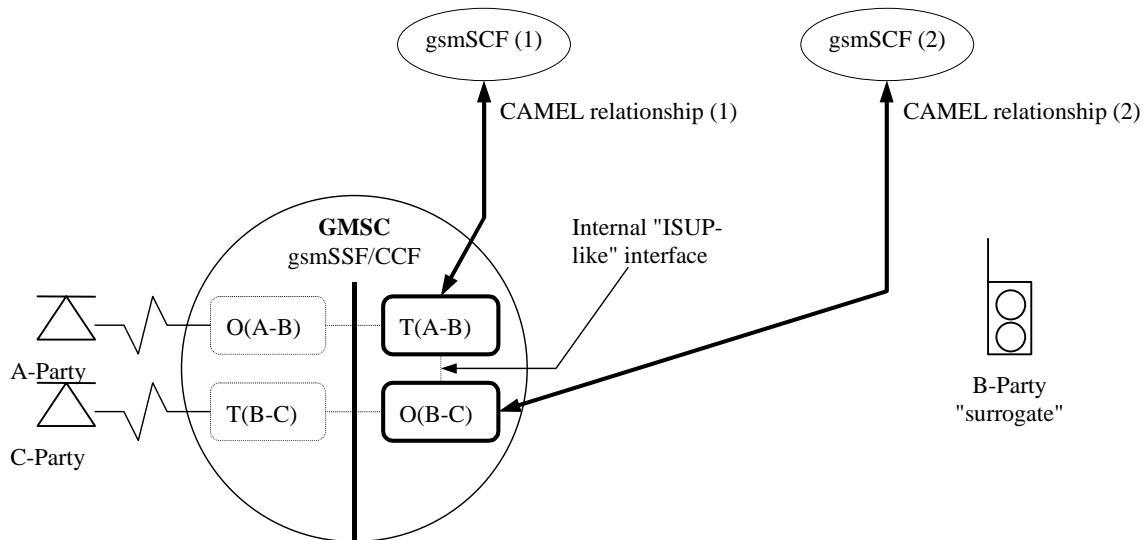 gsmSCF (1)
gsmSCF (2)
CAMEL relationship (1)
CAMEL relationship (2)
GMSC
gsmSSF/CCF
Internal "ISUP-
like" interface
O(A-B)
T(A-B)
A-Party
T(B-C)
O(B-C)
C-Party
B-Party
"surrogate"